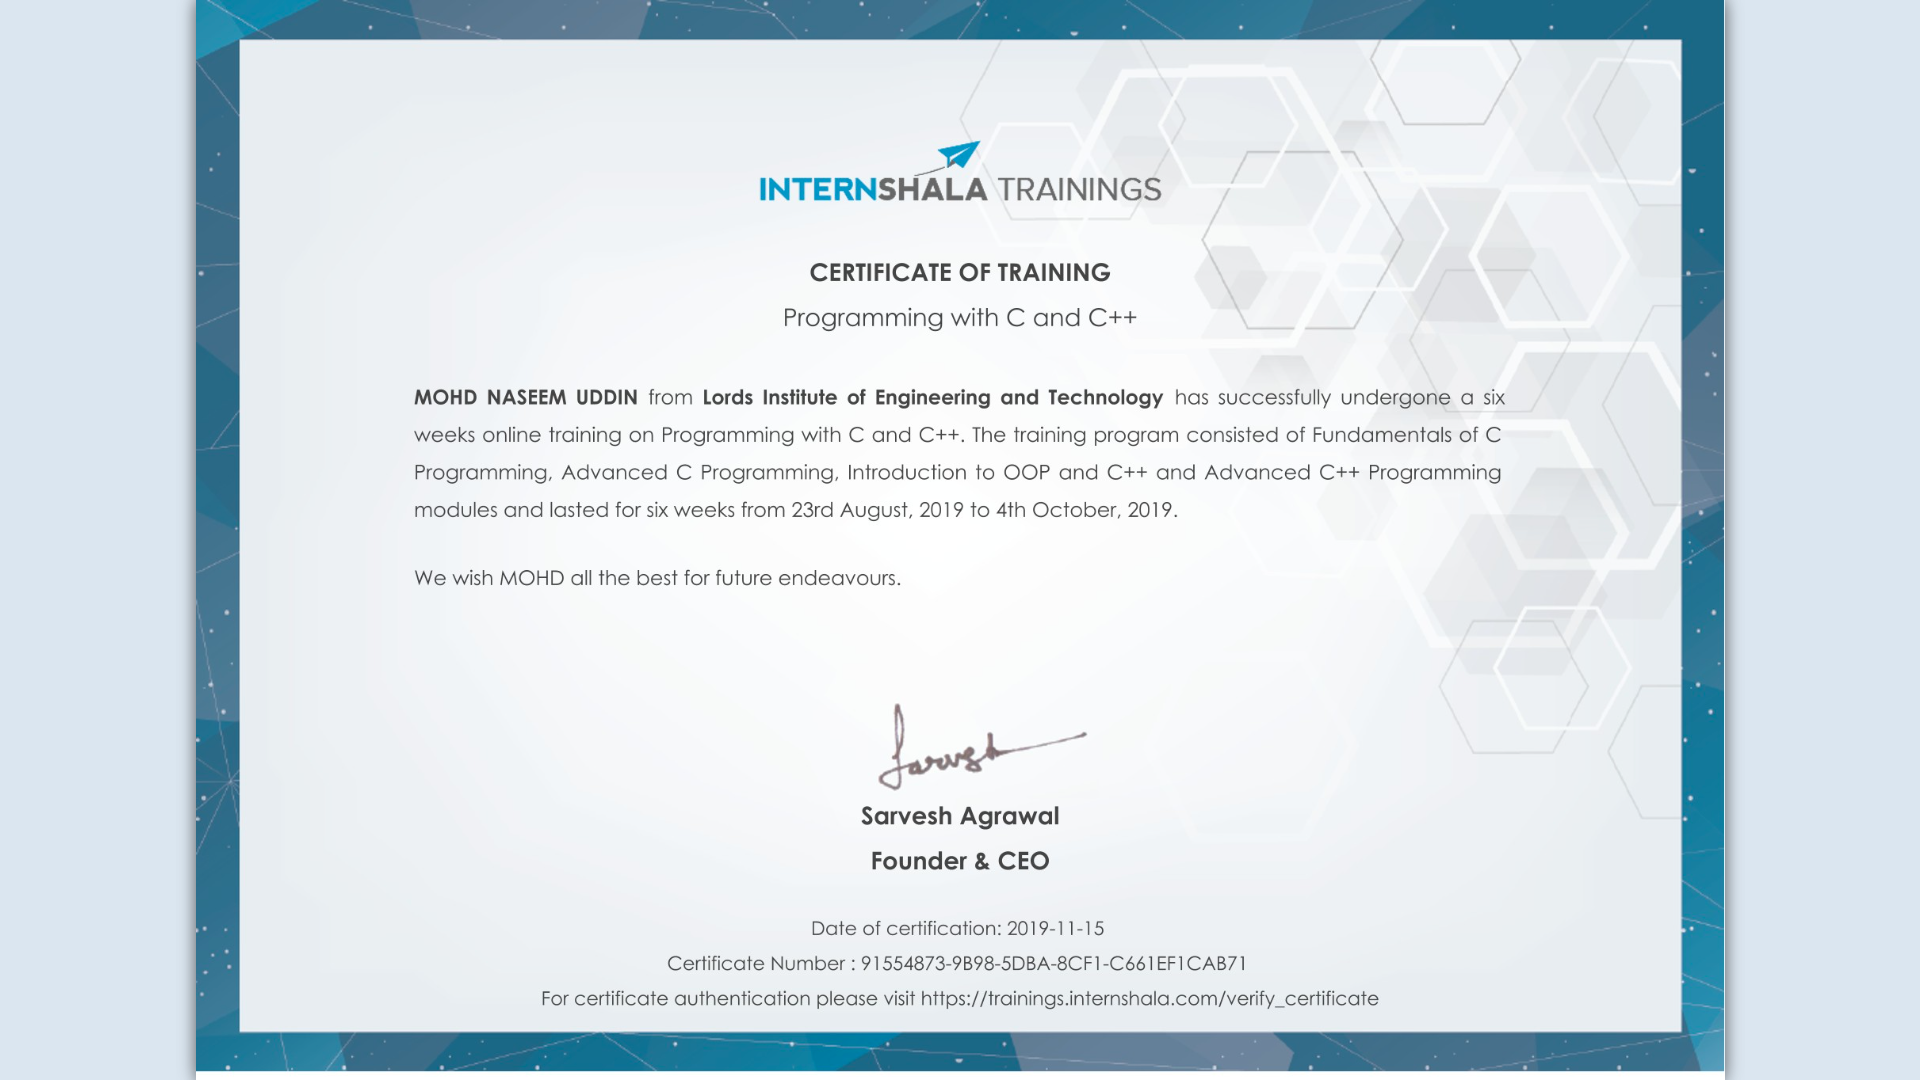 INTERNSHALA TRAININGS
CERTIFICATE OF TRAINING
Programming with C and C++
MOHD NASEEM UDDIN from Lords Institute of Engineering and Technology has successfully undergone a six
weeks online training on Programming with C and C++. The training program consisted of Fundamentals of C
Programming, Advanced C Programming, Introduction to OOP and C++ and Advanced C++ Programming
modules and lasted for six weeks from 23rd August, 2019 to 4th October, 2019.
We wish MOHD all the best for future endeavours.
Sarvesh Agrawal
Founder & CEO
Date of certification: 2019-11-15
Certificate Number : 91554873-9B98-5DBA-8CF1-C661EF1CAB71
For certificate authentication please visit https://trainings.internshala.com/verify_certificate